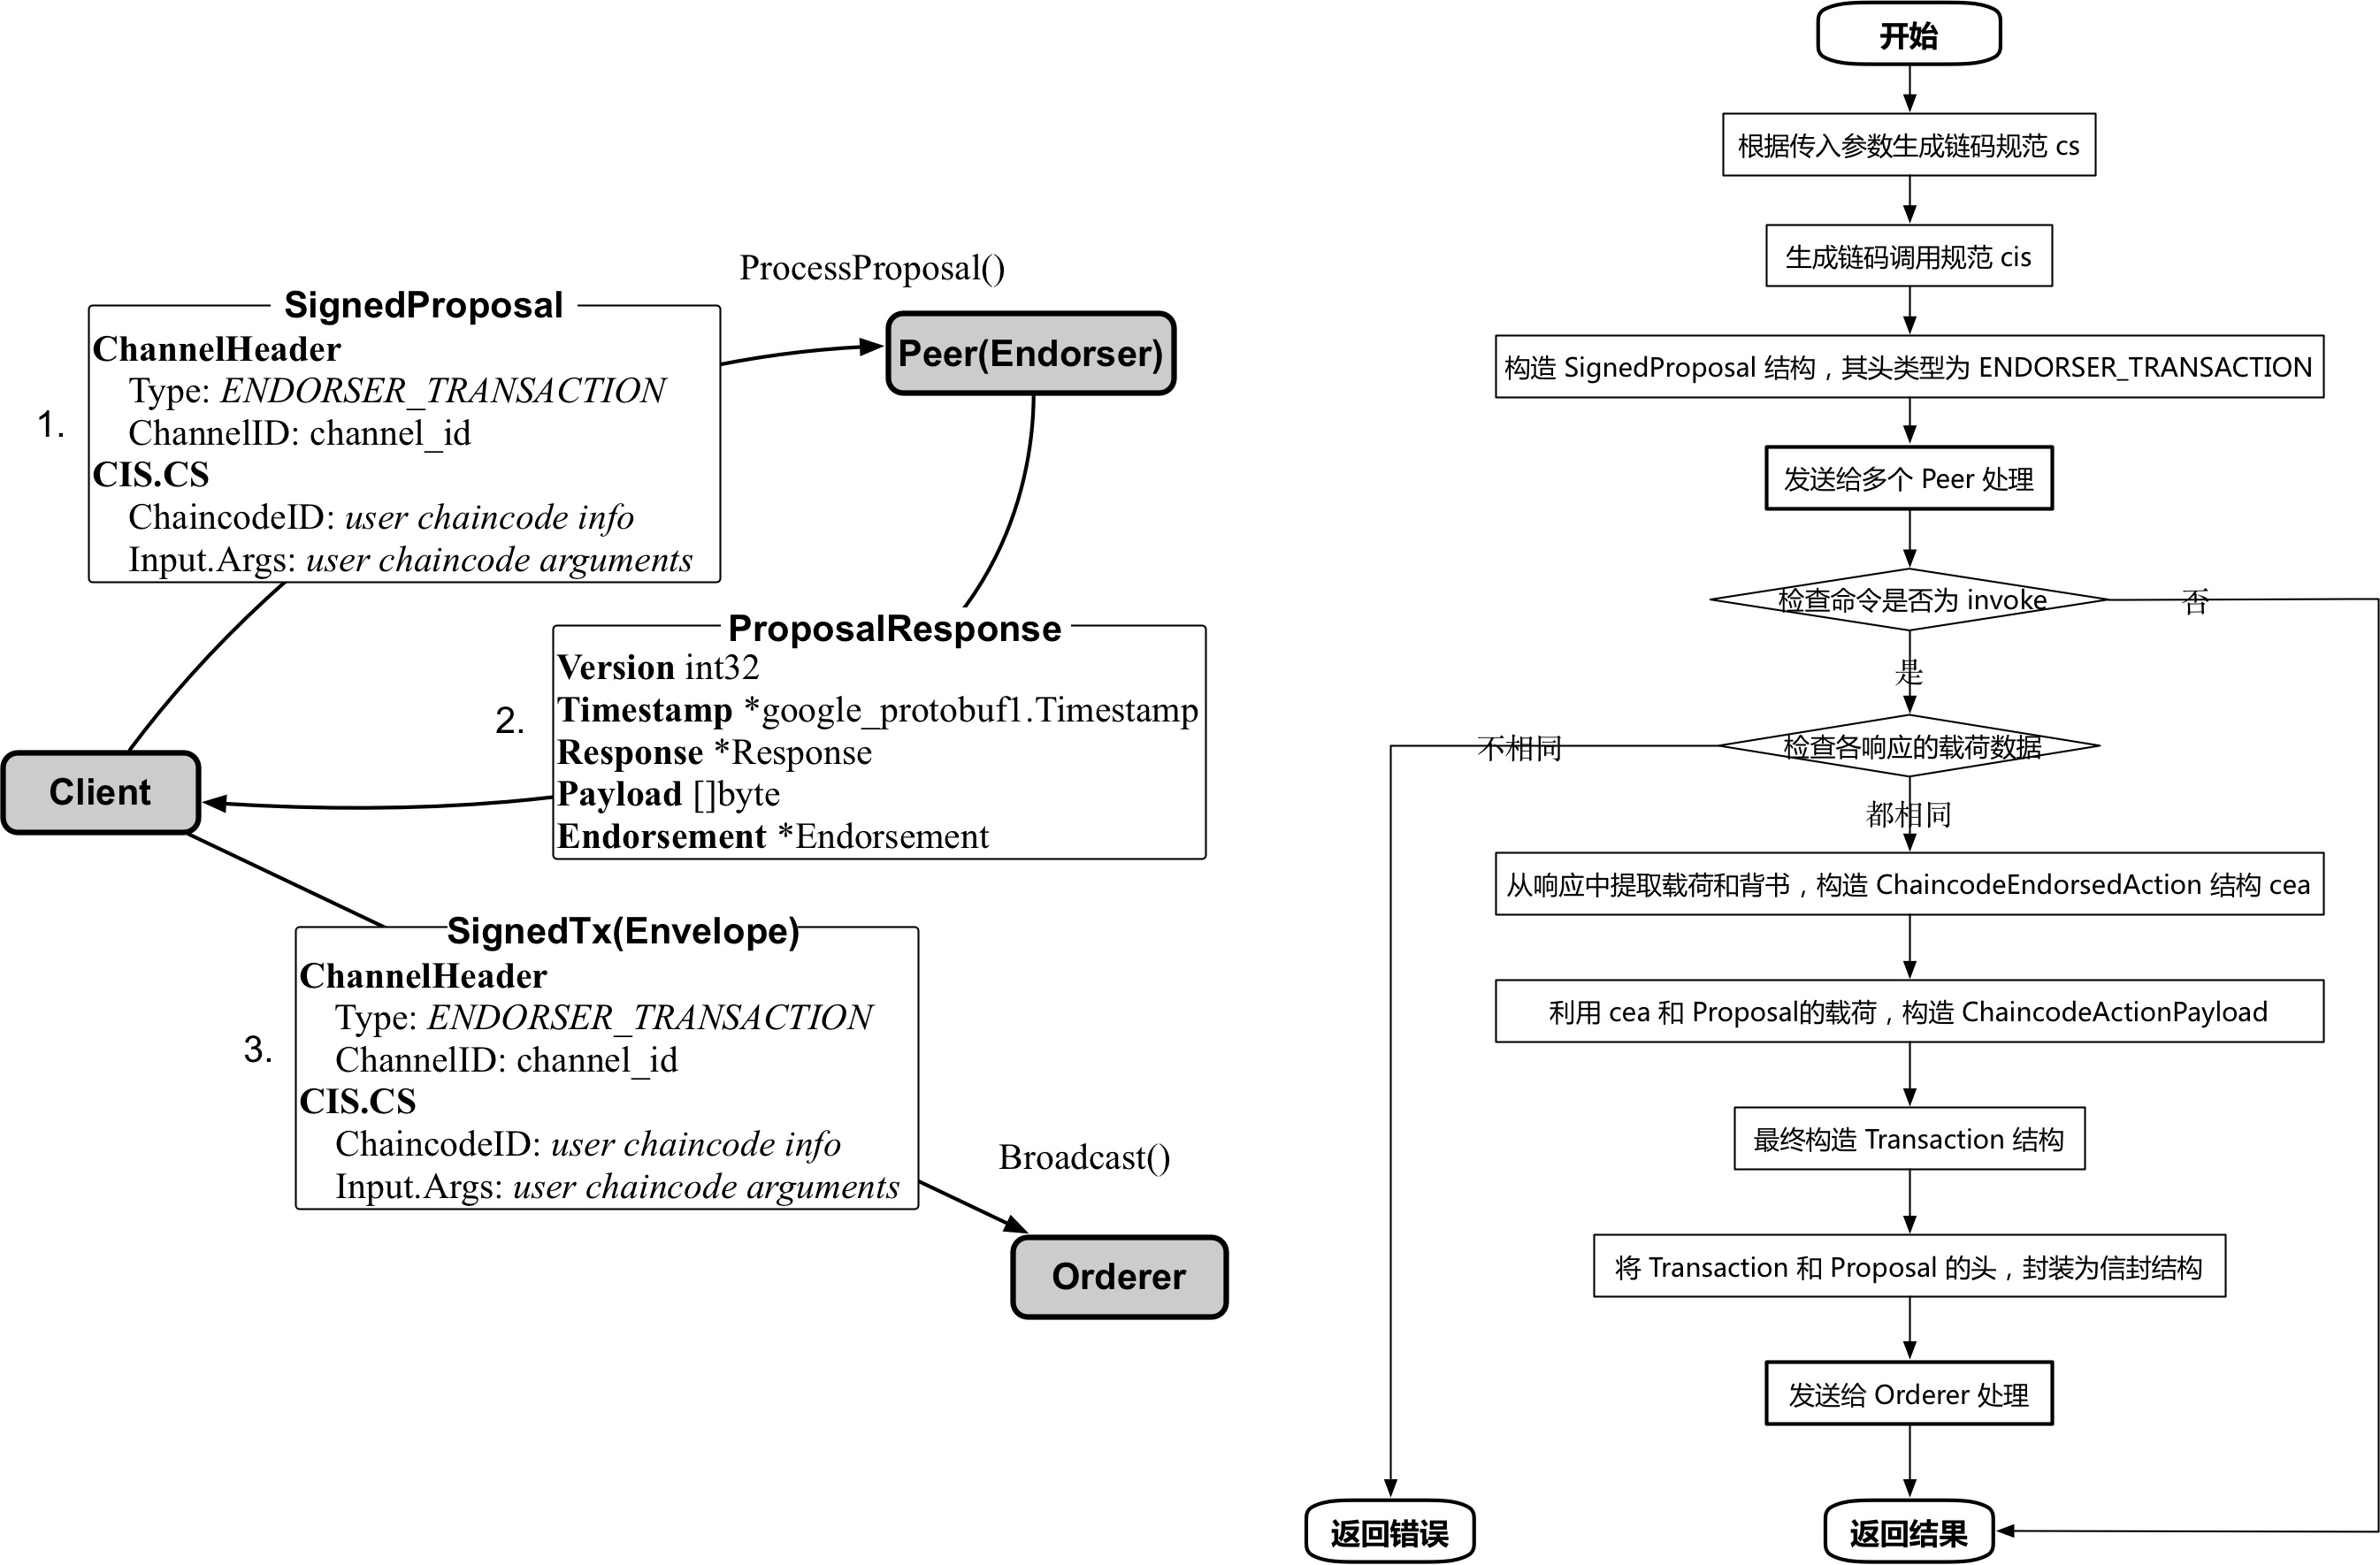 ProcessProposal()
SignedProposal
ChannelHeader
Type: ENDORSER_TRANSACTION
ChannelID: channel_id
1.
CIS.CS
ChaincodeID: user chaincode info
Input.Args: user chaincode arguments
Peer(Endorser)
ProposalResponse
Version int32
Timestamp *google_protobuf1.Timestamp
2.
Response *Response
Payload []byte
Endorsement *Endorsement
Client
SignedTx(Envelope)
ChannelHeader
Type: ENDORSER_TRANSACTION
3.
ChannelID: channel_id
CIS.CS
ChaincodeID: user chaincode info
Input.Args: user chaincode arguments
Broadcast()
Orderer
开始
根据传入参数生成链码规范 cs
生成链码调用规范 cis
构造 SignedProposal 结构，其头类型为 ENDORSER_TRANSACTION
发送给多个 Peer 处理
检查命令是否为 invoke
否
是
检查各响应的载荷数据
不相同
都相同
从响应中提取载荷和背书，构造 ChaincodeEndorsedAction 结构 cea
利用 cea 和 Proposal的载荷，构造 ChaincodeActionPayload
最终构造 Transaction 结构
将 Transaction 和 Proposal 的头，封装为信封结构
发送给 Orderer 处理
返回错误
返回结果